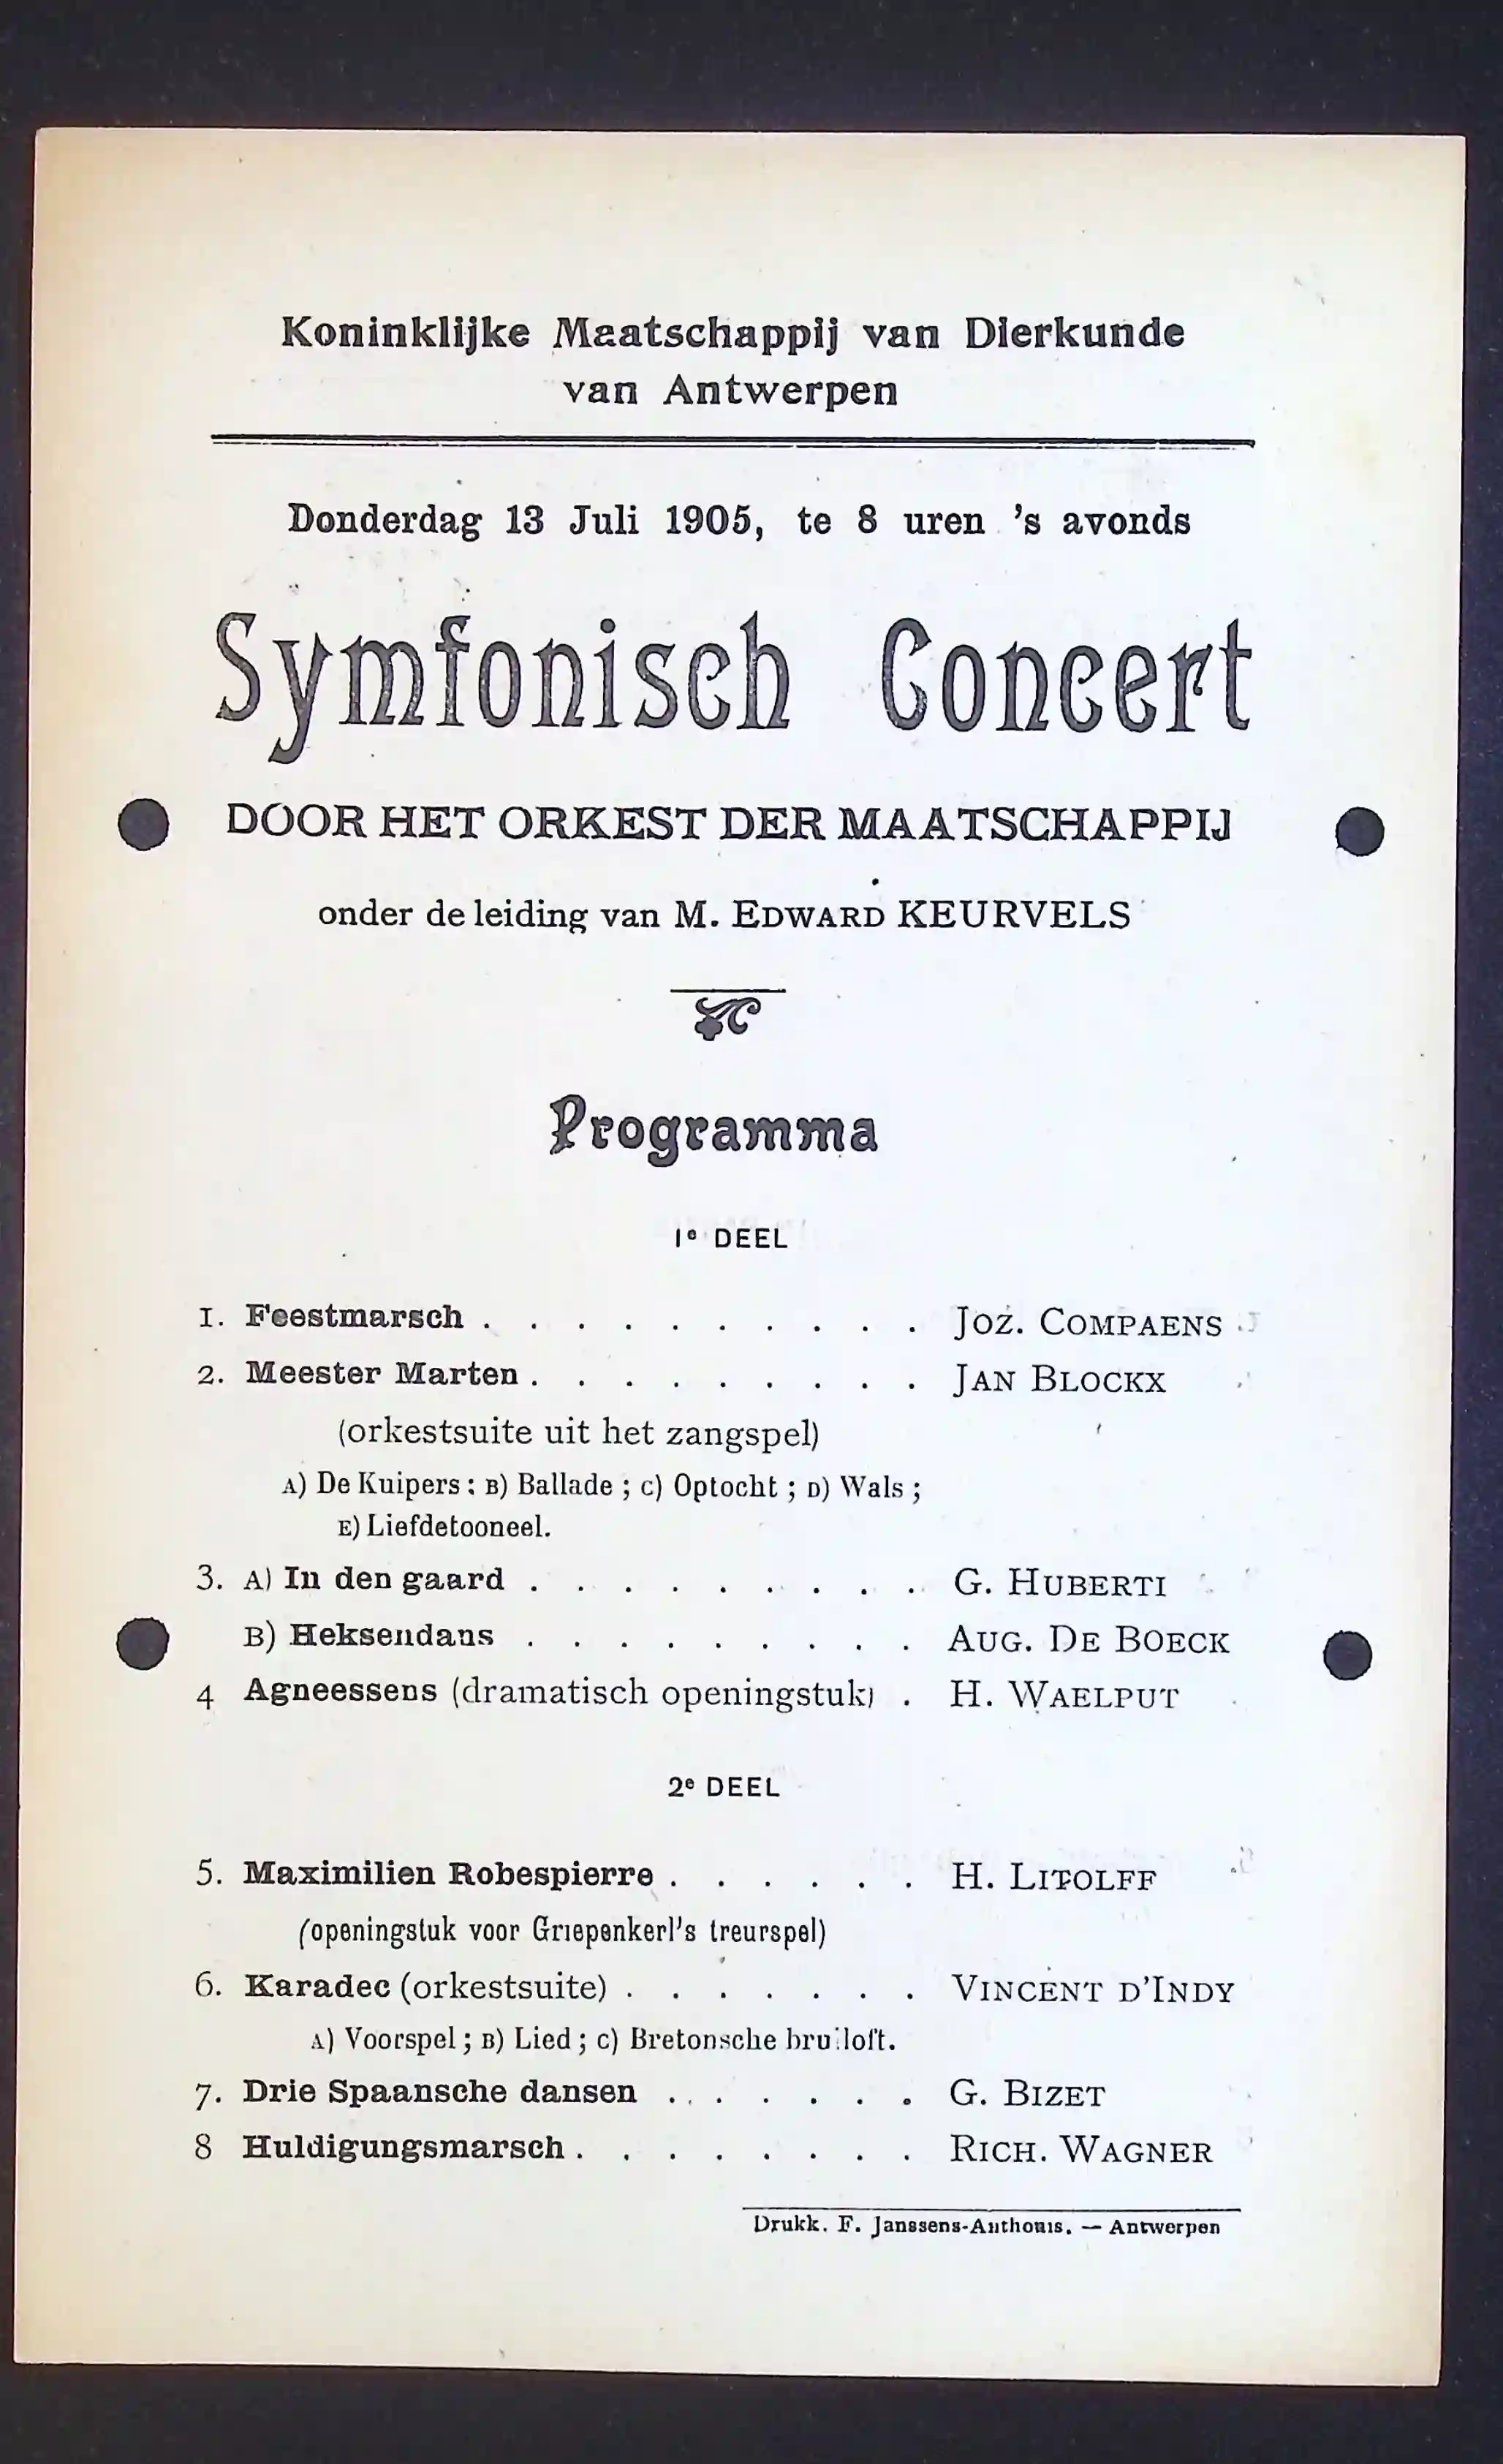 Koninklijke Maatschappij van Dierkunde
van Antwerpen
Donderdag 13 Juli 1905, te 8 uren 's avonds
Symfonisch Concert
DOOR HET ORKEST DER MAATSCHAPPIJ
onder de leiding van M. EDWARD KEURVELS
Programma
1e DEEL
1. Feestmarsch . . . . . . . . . . JOZ. COMPAENS
2. Meester Marten . . . . . . . . . JAN BLOCKX
(orkestsuite uit het zangspel)
A) De Kuipers ; B) Ballade ; C) Optocht ; D) Wals ;
E) Liefdetooneel.
3. A) In den gaard . . . . . . . . . G. HUBERTI
B) Heksendans . . . . . . . . . AUG. DE BOECK
4 Agneessens (dramatisch openingstuk) . H. WAELPUT
2e DEEL
5. Maximilien Robespierre . . . . . . H. LITOLFF
(openingstuk voor Griepenkerl's treurspel)
6. Karadec (orkestsuite) . . . . . . . VINCENT D'INDY
A) Voorspel ; B) Lied ; C) Bretonsche bruiloft.
7. Drie Spaansche dansen . . . . . . G. BIZET
8 Huldigungsmarsch . . . . . . . . RICH. WAGNER
Drukk. F. Janssens-Anthonis. — Antwerpen